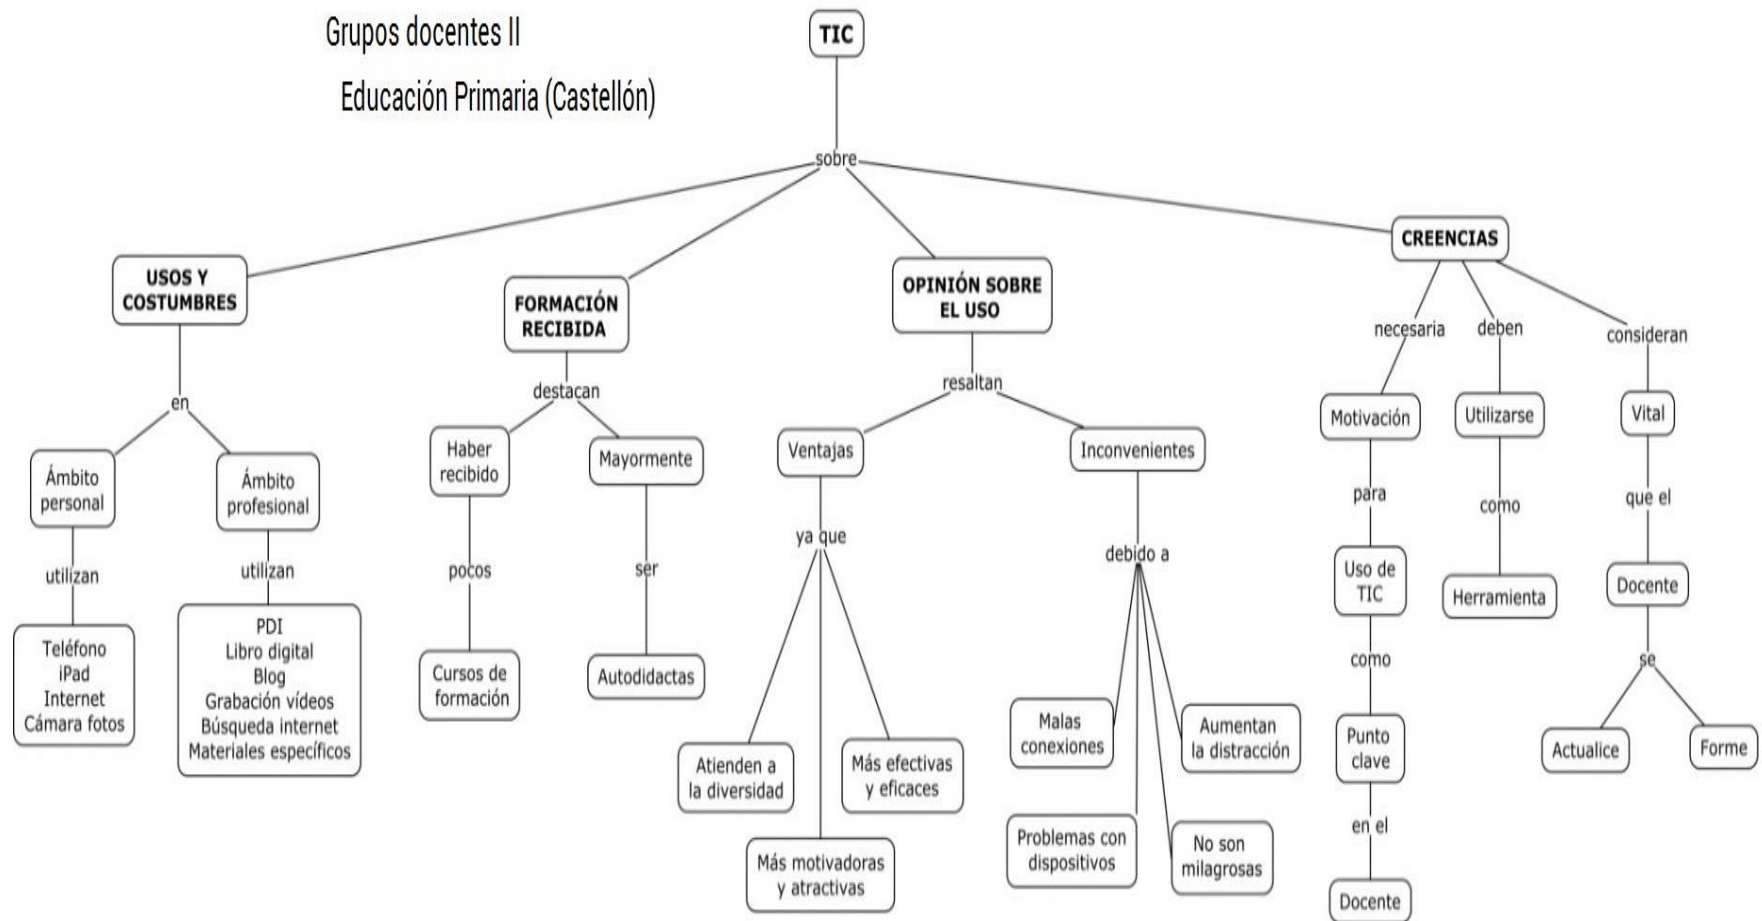 Grupos docentes II
Educación Primaria (Castellón)
TIC
sobre
USOS Y
COSTUMBRES
en
Ámbito
personal
utilizan
Teléfono
iPad
Internet
Cámara fotos
Ámbito
profesional
utilizan
PDI
Libro digital
Blog
Grabación vídeos
Búsqueda internet
Materiales específicos
FORMACIÓN
RECIBIDA
destacan
Haber
recibido
pocos
Cursos de
formación
Mayormente
ser
Autodidactas
OPINIÓN SOBRE
EL USO
resaltan
Ventajas
ya que
Atienden a
la diversidad
Más motivadoras
y atractivas
Más efectivas
y eficaces
Inconvenientes
debido a
Malas
conexiones
Problemas con
dispositivos
No son
milagrosas
Aumentan
la distracción
CREENCIAS
necesaria
Motivación
para
Uso de
TIC
como
Punto
clave
en el
Docente
deben
Utilizarse
como
Herramienta
consideran
Vital
que el
Docente
se
Actualice
Forme